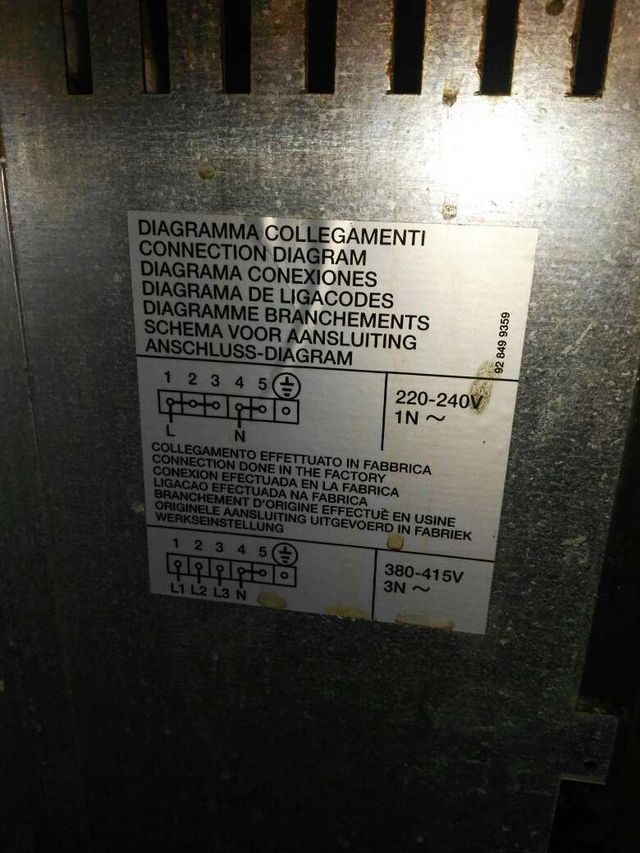 DIAGRAMMA COLLEGAMENTI
CONNECTION DIAGRAM
DIAGRAMA CONEXIONES
DIAGRAMA DE LIGACODES
DIAGRAMME BRANCHEMENTS
SCHEMA VOOR AANSLUITING
ANSCHLUSS-DIAGRAM
92 849 9359
1 2 3 4 5
L N
220-240V
1N ~
COLLEGAMENTO EFFETTUATO IN FABBRICA
CONNECTION DONE IN THE FACTORY
CONEXION EFECTUADA EN LA FABRICA
LIGACAO EFECTUADA NA FABRICA
BRANCHEMENT D'ORIGINE EFFECTUÈ EN USINE
ORIGINELE AANSLUITING UITGEVOERD IN FABRIEK
WERKSEINSTELLUNG
1 2 3 4 5
L1 L2 L3 N
380-415V
3N ~